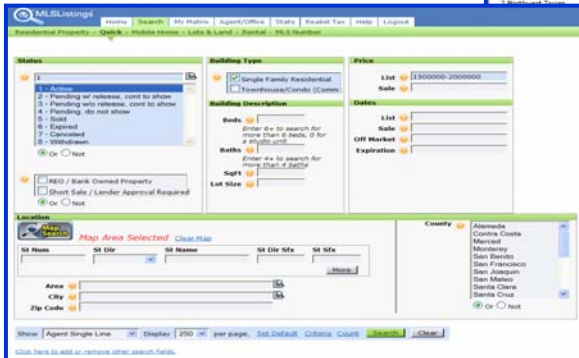 MLSListings
Home Search My Matrix Agent/Office Stats Realist Tax Help Logout
Residential Property - Quick - Mobile Home - Lots & Land - Rental - MLS Number
Status
1
1 - Active
2 - Pending w/ release, cont to show
3 - Pending w/o release, cont to show
4 - Pending, do not show
5 - Sold
6 - Expired
7 - Canceled
8 - Withdrawn
Or Not
REO / Bank Owned Property
Short Sale / Lender Approval Required
Or Not
Building Type
Single Family Residential
Townhouse/Condo (Comm:
Building Description
Beds
Enter 6+ to search for
more than 6 beds, 0 for
a studio unit
Baths
Enter 4+ to search for
more than 4 baths
SqFt
Lot Size
Price
List 1500000-2000000
Sale
Dates
List
Sale
Off Market
Expiration
Location
Map Search
Map Area Selected Clear Map
St Num St Dir St Name St Dir Sfx St Sfx
More
Area
City
Zip Code
County
Alameda
Contra Costa
Merced
Monterey
San Benito
San Francisco
San Joaquin
San Mateo
Santa Clara
Santa Cruz
Or Not
Show Agent Single Line Display 250 per page. Set Default Criteria Count Search Clear
Click here to add or remove other search fields.